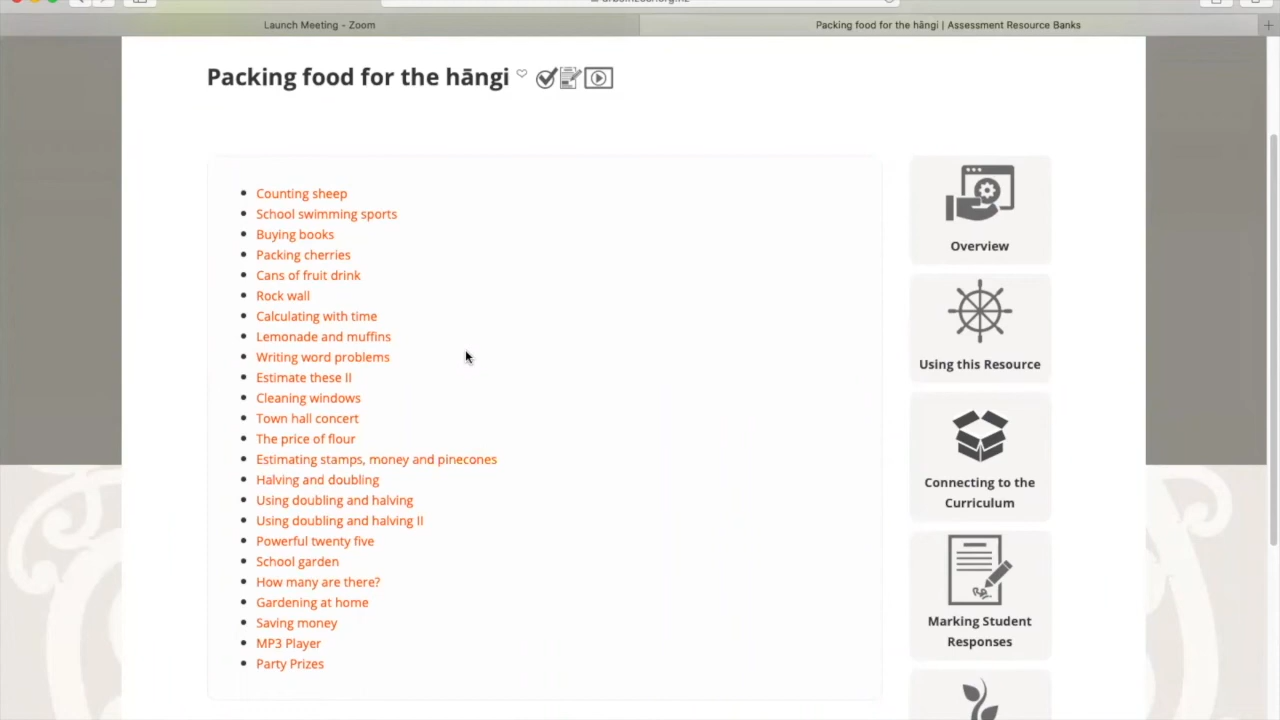 Launch Meeting - Zoom
Packing food for the hāngi | Assessment Resource Banks
Packing food for the hāngi
Counting sheep
School swimming sports
Buying books
Packing cherries
Cans of fruit drink
Rock wall
Calculating with time
Lemonade and muffins
Writing word problems
Estimate these II
Cleaning windows
Town hall concert
The price of flour
Estimating stamps, money and pinecones
Halving and doubling
Using doubling and halving
Using doubling and halving II
Powerful twenty five
School garden
How many are there?
Gardening at home
Saving money
MP3 Player
Party Prizes
Overview
Using this Resource
Connecting to the
Curriculum
Marking Student
Responses